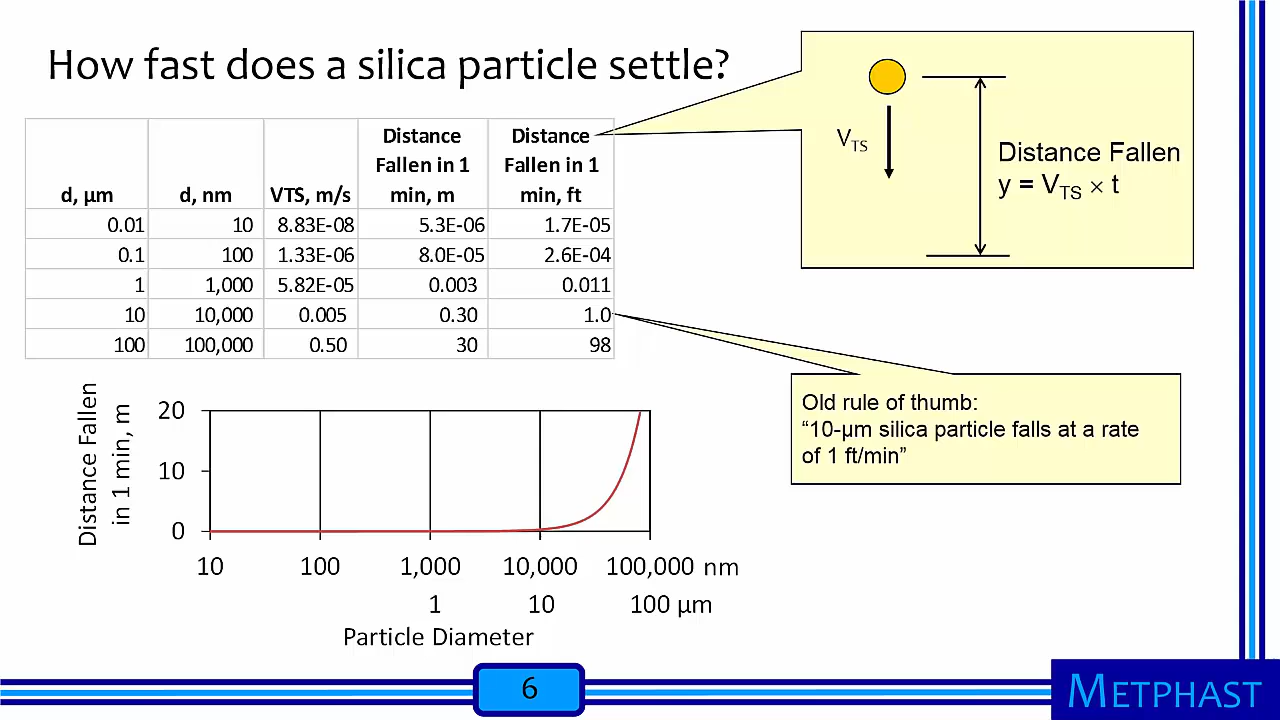 How fast does a silica particle settle?
d, µm d, nm VTS, m/s Distance Fallen in 1 min, m Distance Fallen in 1 min, ft
0.01 10 8.83E-08 5.3E-06 1.7E-05
0.1 100 1.33E-06 8.0E-05 2.6E-04
1 1,000 5.82E-05 0.003 0.011
10 10,000 0.005 0.30 1.0
100 100,000 0.50 30 98
VTS
Distance Fallen
y = VTS × t
Old rule of thumb:
“10-µm silica particle falls at a rate
of 1 ft/min”
Distance Fallen
in 1 min, m
20
10
0
10 100 1,000 10,000 100,000 nm
1 10 100 µm
Particle Diameter
6
METPHAST